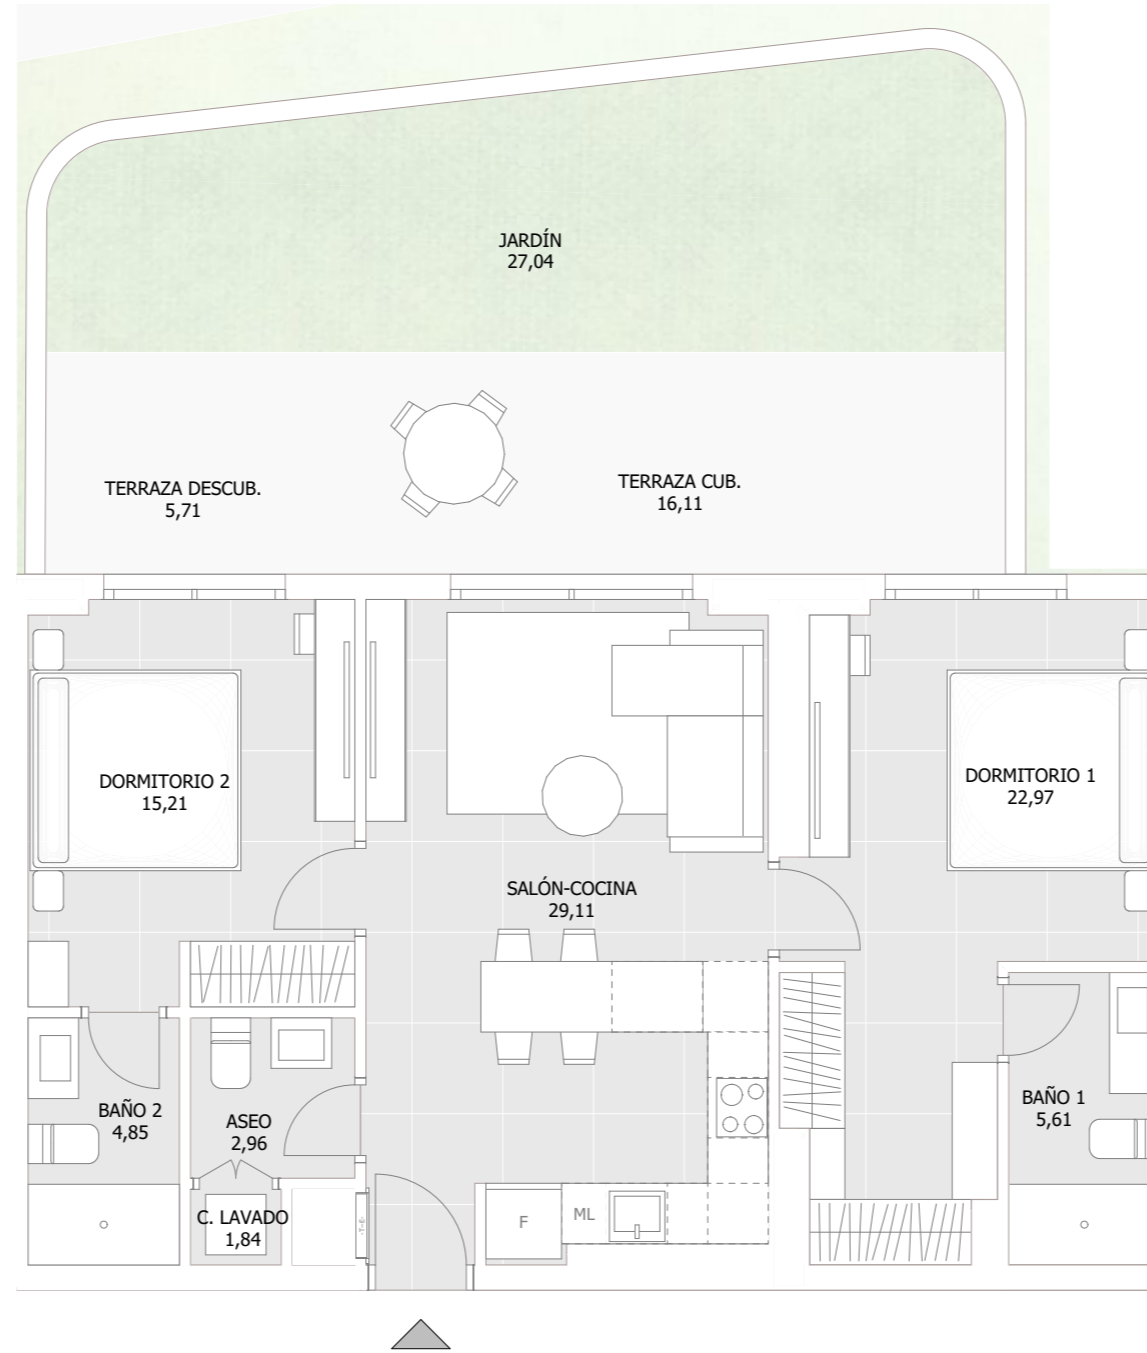 JARDÍN
27,04
TERRAZA DESCUB.
5,71
TERRAZA CUB.
16,11
DORMITORIO 2
15,21
DORMITORIO 1
22,97
SALÓN-COCINA
29,11
BAÑO 2
4,85
ASEO
2,96
BAÑO 1
5,61
C. LAVADO
1,84
-T-E-
F
ML